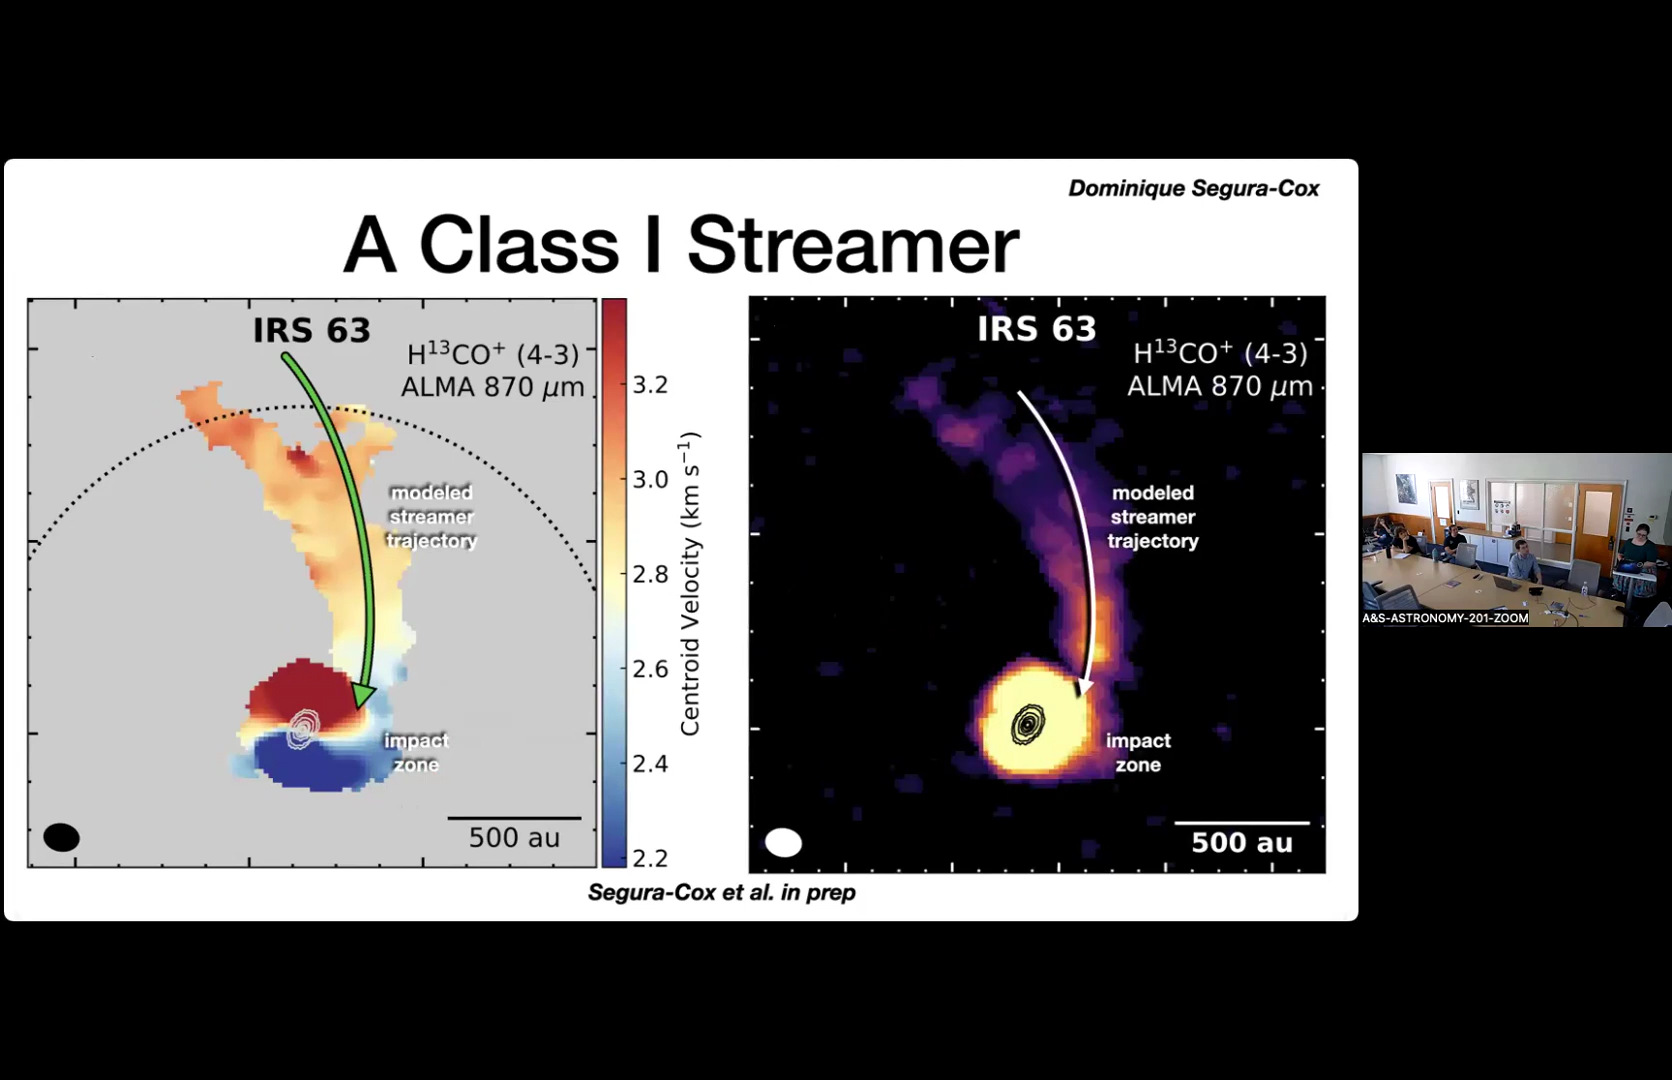 Dominique Segura-Cox
A Class I Streamer
IRS 63
H¹³CO⁺ (4-3)
ALMA 870 μm
modeled
streamer
trajectory
impact
zone
500 au
3.2
3.0
2.8
2.6
2.4
2.2
Centroid Velocity (km s⁻¹)
IRS 63
H¹³CO⁺ (4-3)
ALMA 870 μm
modeled
streamer
trajectory
impact
zone
500 au
Segura-Cox et al. in prep
A&S-ASTRONOMY-201-ZOOM